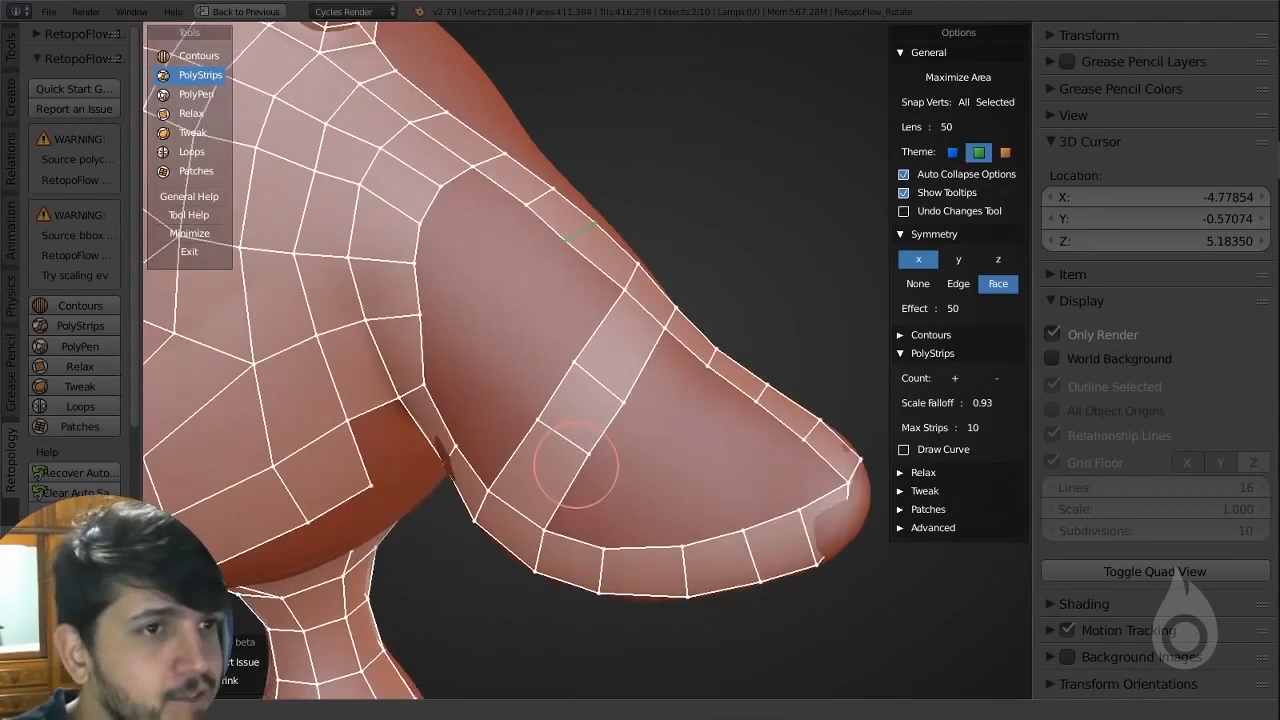 File Render Window Help Back to Previous Cycles Render v2.79 | Verts:208,248 | Faces:411,384 | Tris:416,236 | Objects:2/10 | Lamps:0/0 | Mem:567.28M | RetopoFlow_Rotate
Tools
Create
Relations
Animation
Physics
Grease Pencil
Retopology
RetopoFlow 1.
RetopoFlow 2.
Quick Start G...
Report an Issue
WARNING:
Source polyc...
RetopoFlow ...
WARNING:
Source bbox
RetopoFlow ...
Try scaling ev
Contours
PolyStrips
PolyPen
Relax
Tweak
Loops
Patches
Help
Recover Auto...
Clear Auto Sa
Tools
Contours
PolyStrips
PolyPen
Relax
Tweak
Loops
Patches
General Help
Tool Help
Minimize
Exit
beta
rt Issue
rink
Options
General
Maximize Area
Snap Verts: All Selected
Lens : 50
Theme:
Auto Collapse Options
Show Tooltips
Undo Changes Tool
Symmetry
x y z
None Edge Face
Effect : 50
Contours
PolyStrips
Count: + -
Scale Falloff : 0.93
Max Strips : 10
Draw Curve
Relax
Tweak
Patches
Advanced
Transform
Grease Pencil Layers
Grease Pencil Colors
View
3D Cursor
Location:
X: -4.77854
Y: -0.57074
Z: 5.18350
Item
Display
Only Render
World Background
Outline Selected
All Object Origins
Relationship Lines
Grid Floor X Y Z
Lines: 16
Scale: 1.000
Subdivisions: 10
Toggle Quad View
Shading
Motion Tracking
Background Images
Transform Orientations